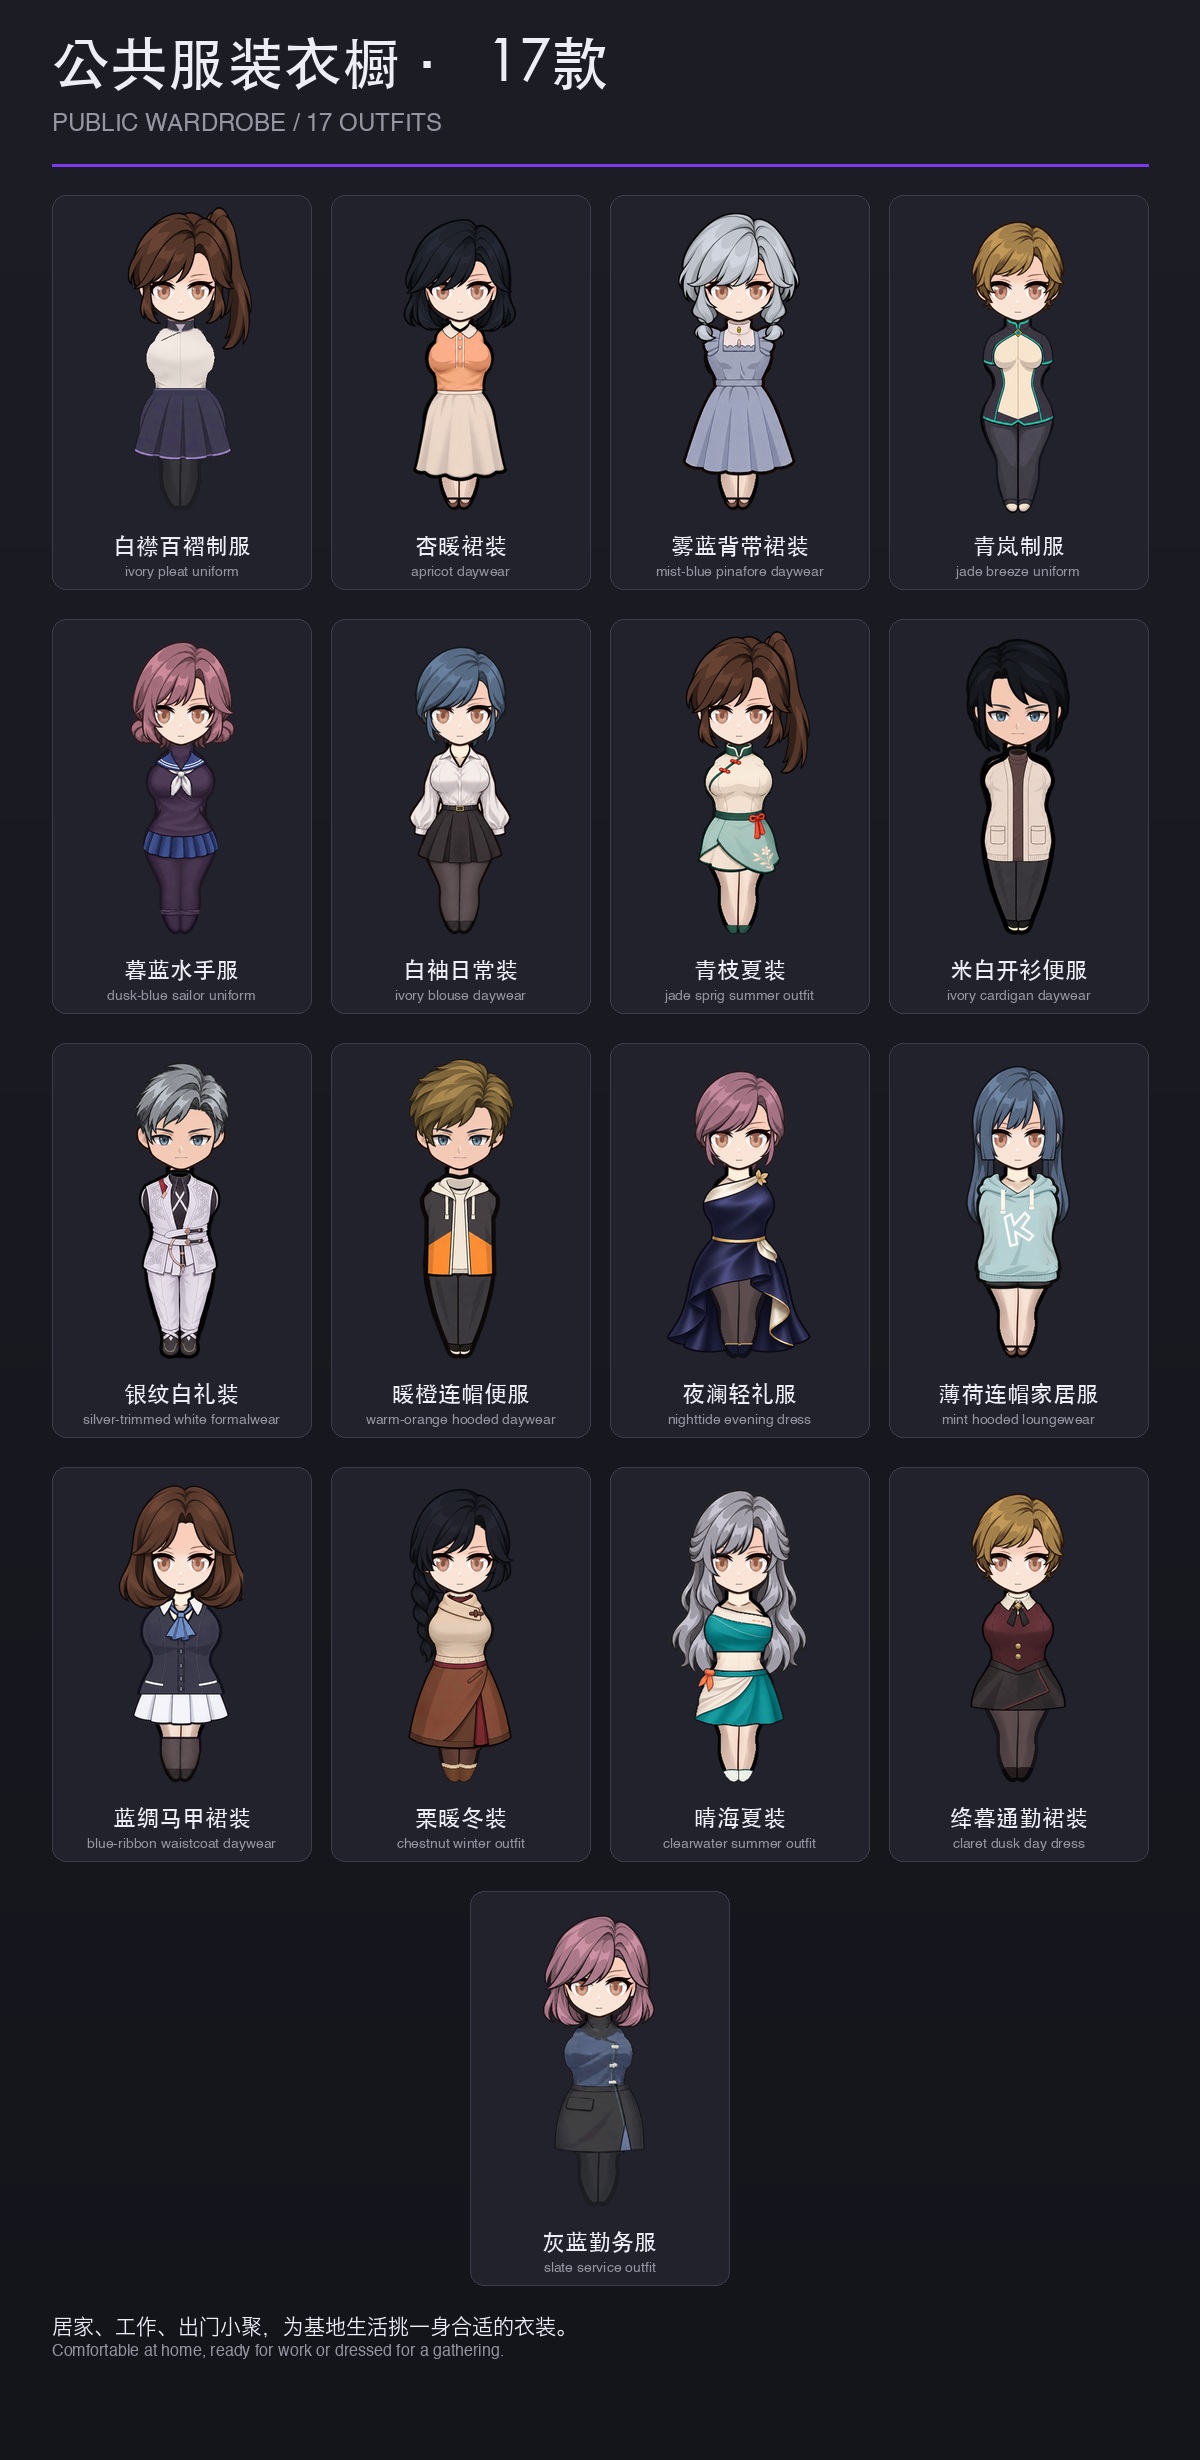 公共服装衣橱 · 17款
PUBLIC WARDROBE / 17 OUTFITS
白襟百褶制服
ivory pleat uniform
杏暖裙装
apricot daywear
雾蓝背带裙装
mist-blue pinafore daywear
青岚制服
jade breeze uniform
暮蓝水手服
dusk-blue sailor uniform
白袖日常装
ivory blouse daywear
青枝夏装
jade sprig summer outfit
米白开衫便服
ivory cardigan daywear
K
银纹白礼装
silver-trimmed white formalwear
暖橙连帽便服
warm-orange hooded daywear
夜澜轻礼服
nighttide evening dress
薄荷连帽家居服
mint hooded loungewear
蓝绸马甲裙装
blue-ribbon waistcoat daywear
栗暖冬装
chestnut winter outfit
晴海夏装
clearwater summer outfit
绛暮通勤裙装
claret dusk day dress
灰蓝勤务服
slate service outfit
居家、工作、出门小聚，为基地生活挑一身合适的衣装。
Comfortable at home, ready for work or dressed for a gathering.